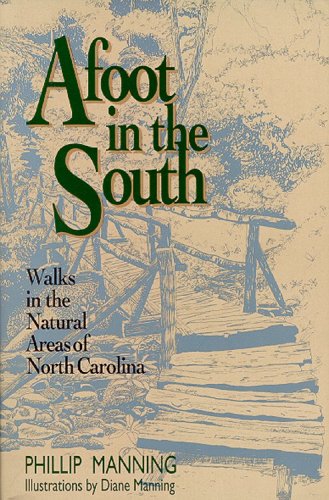 Afoot
in the
South
Walks
in the
Natural
Areas of
North Carolina
PHILLIP MANNING
Illustrations by Diane Manning